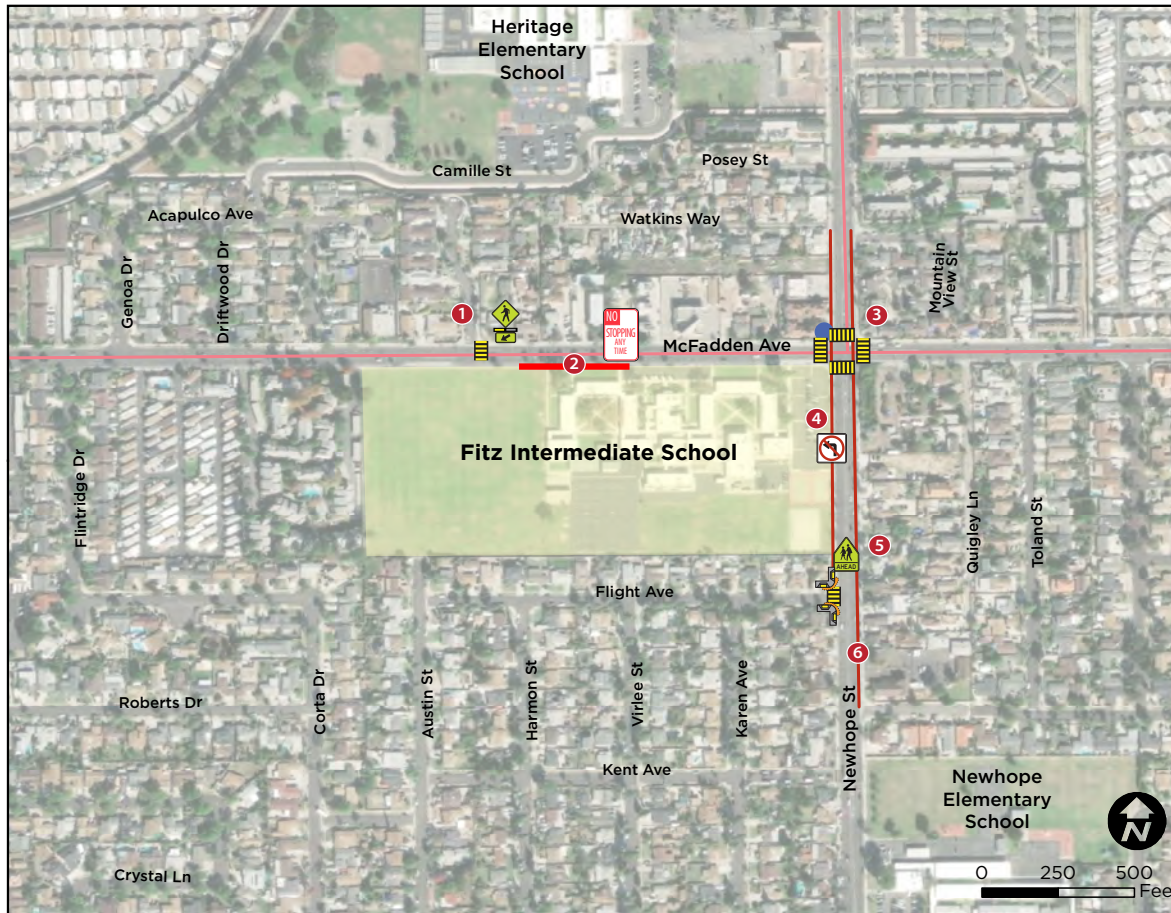 Heritage
Elementary
School
Camille St
Posey St
Acapulco Ave
Watkins Way
Genoa Dr
Driftwood Dr
Mountain
View St
1
NO
STOPPING
ANY
TIME
3
McFadden Ave
2
4
Fitz Intermediate School
Flintridge Dr
Quigley Ln
Toland St
5
AHEAD
Flight Ave
6
Roberts Dr
Corta Dr
Austin St
Harmon St
Virlee St
Karen Ave
Newhope St
Kent Ave
Newhope
Elementary
School
N
Crystal Ln
0 250 500
Fee